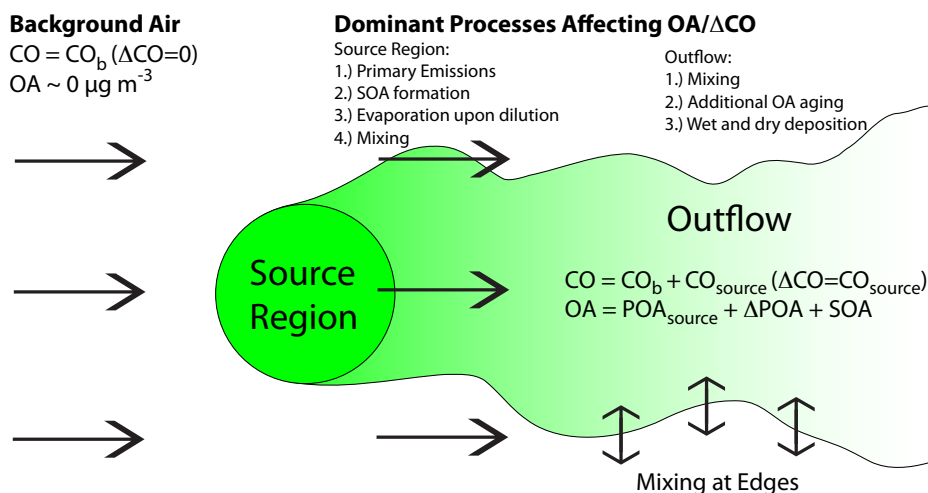 Background Air
CO = CO_b (ΔCO=0)
OA ~ 0 μg m^-3
Dominant Processes Affecting OA/ΔCO
Source Region:
1.) Primary Emissions
2.) SOA formation
3.) Evaporation upon dilution
4.) Mixing
Outflow:
1.) Mixing
2.) Additional OA aging
3.) Wet and dry deposition
Source
Region
Outflow
CO = CO_b + CO_source (ΔCO=CO_source)
OA = POA_source + ΔPOA + SOA
Mixing at Edges